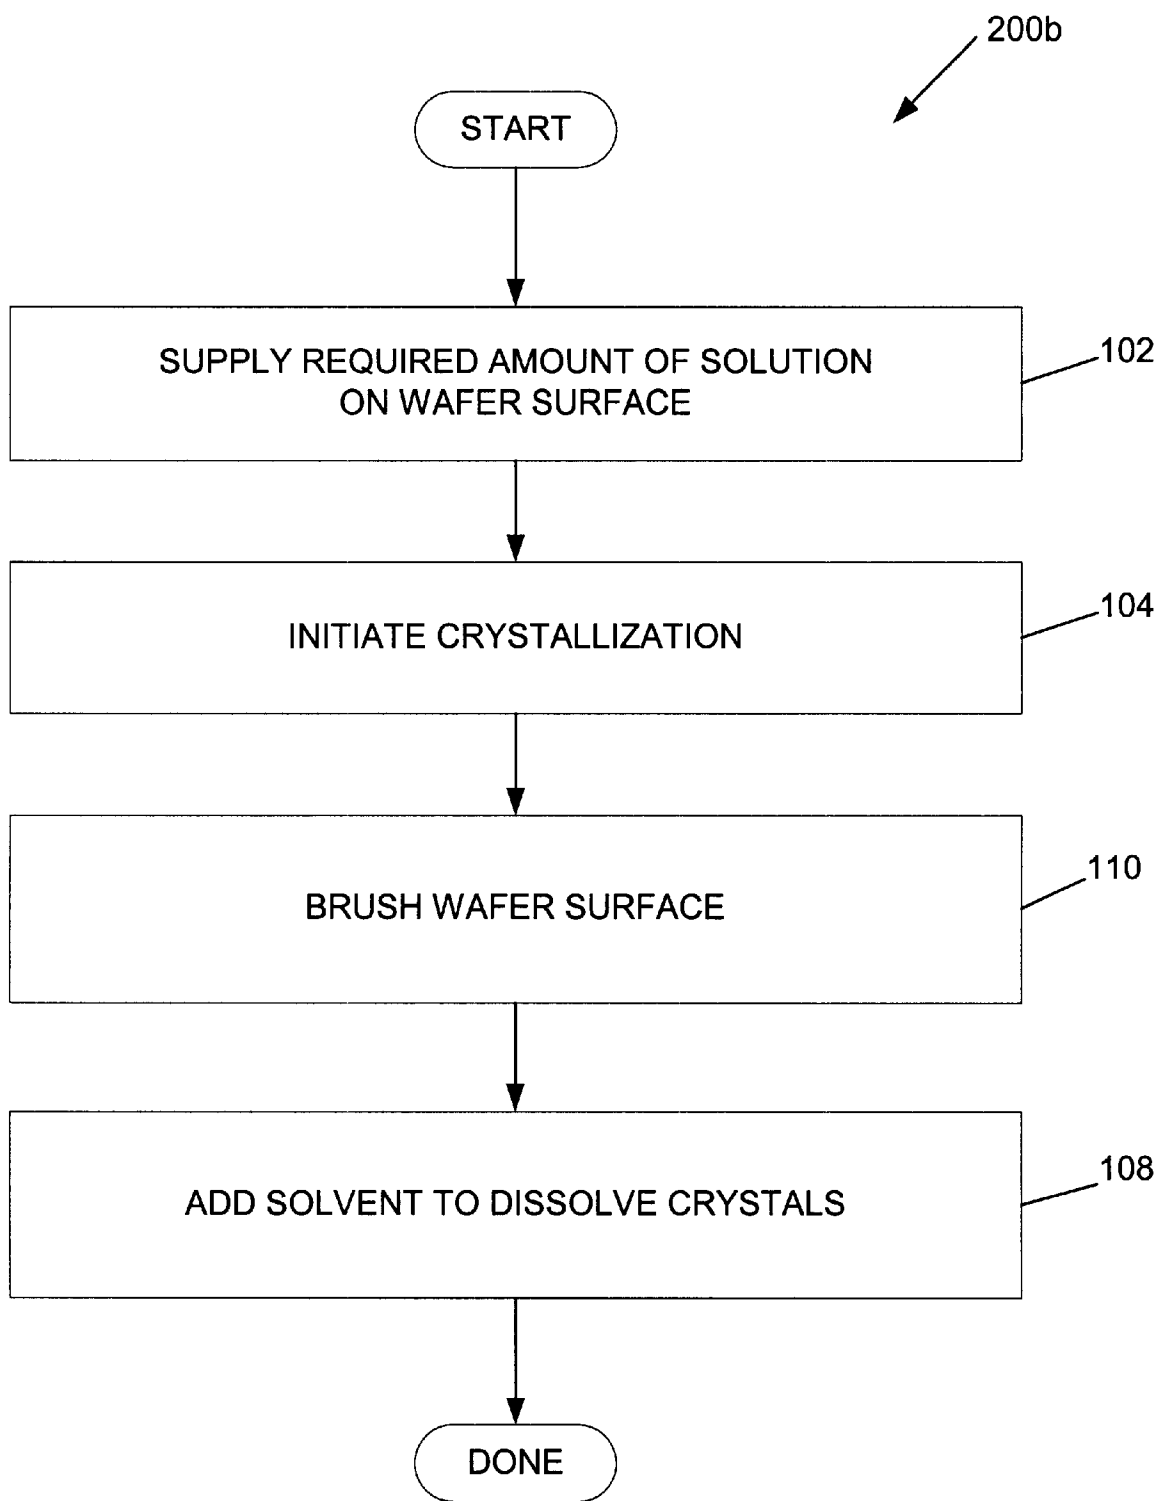 200b
START
SUPPLY REQUIRED AMOUNT OF SOLUTION
ON WAFER SURFACE
102
INITIATE CRYSTALLIZATION
104
BRUSH WAFER SURFACE
110
ADD SOLVENT TO DISSOLVE CRYSTALS
108
DONE